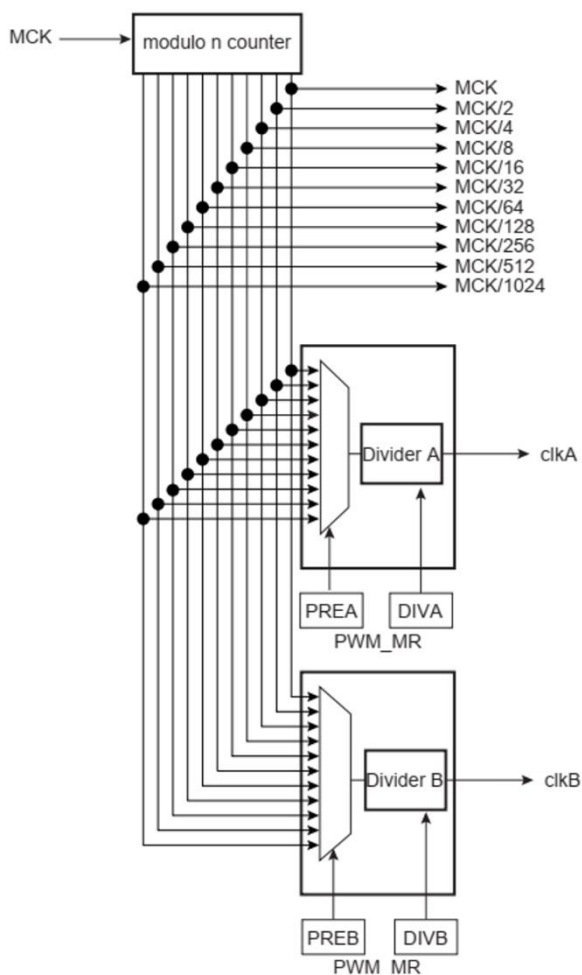 MCK
modulo n counter
MCK
MCK/2
MCK/4
MCK/8
MCK/16
MCK/32
MCK/64
MCK/128
MCK/256
MCK/512
MCK/1024
Divider A
clkA
PREA
DIVA
PWM_MR
Divider B
clkB
PREB
DIVB
PWM_MR